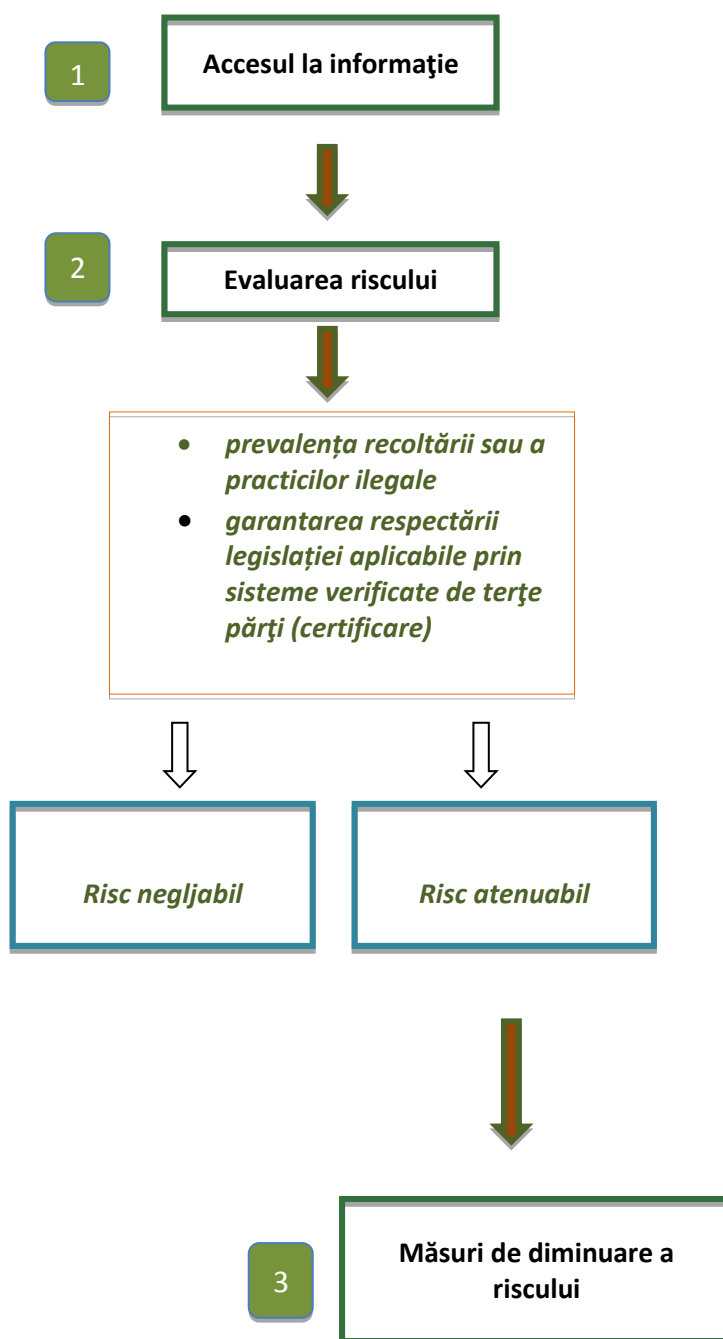 1
Accesul la informaţie
2
Evaluarea riscului
• prevalența recoltării sau a
practicilor ilegale
• garantarea respectării
legislației aplicabile prin
sisteme verificate de terţe
părţi (certificare)
Risc negljabil
Risc atenuabil
3
Măsuri de diminuare a
riscului